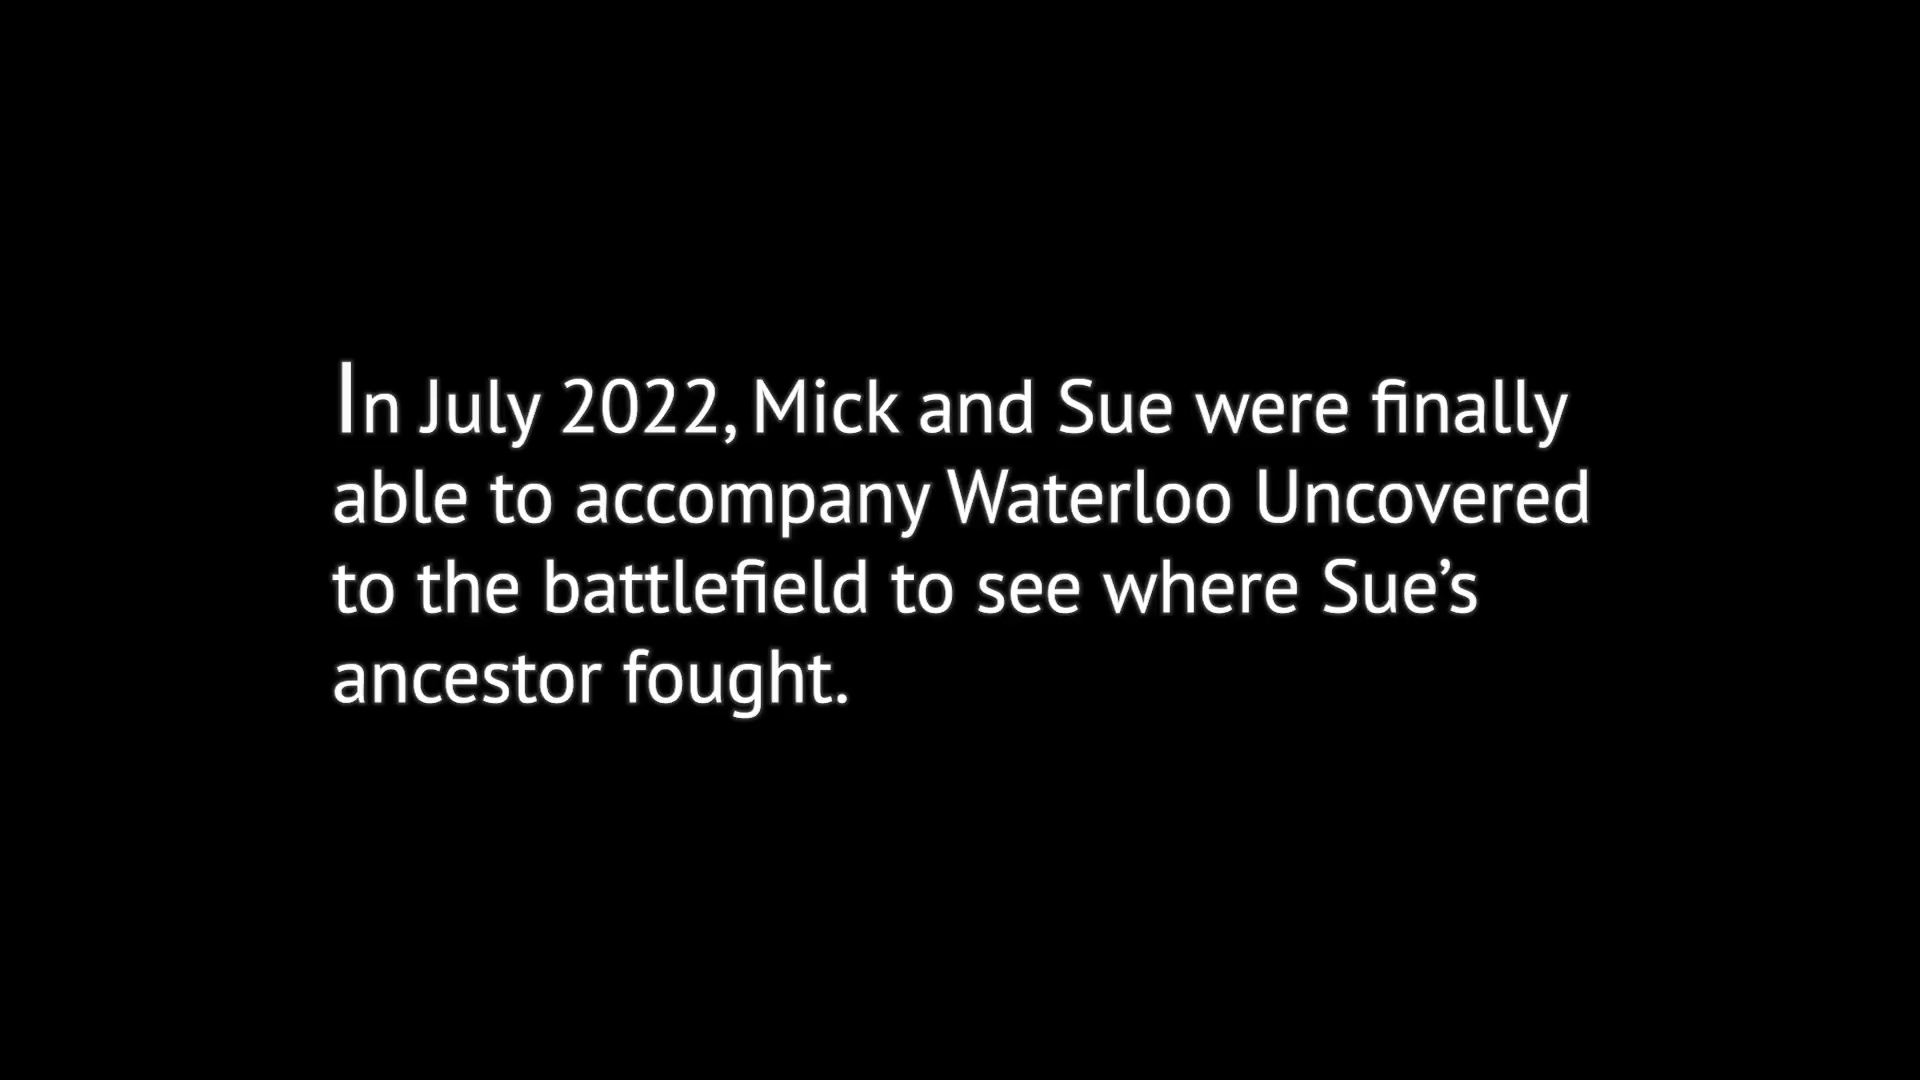 In July 2022, Mick and Sue were finally
able to accompany Waterloo Uncovered
to the battlefield to see where Sue’s
ancestor fought.